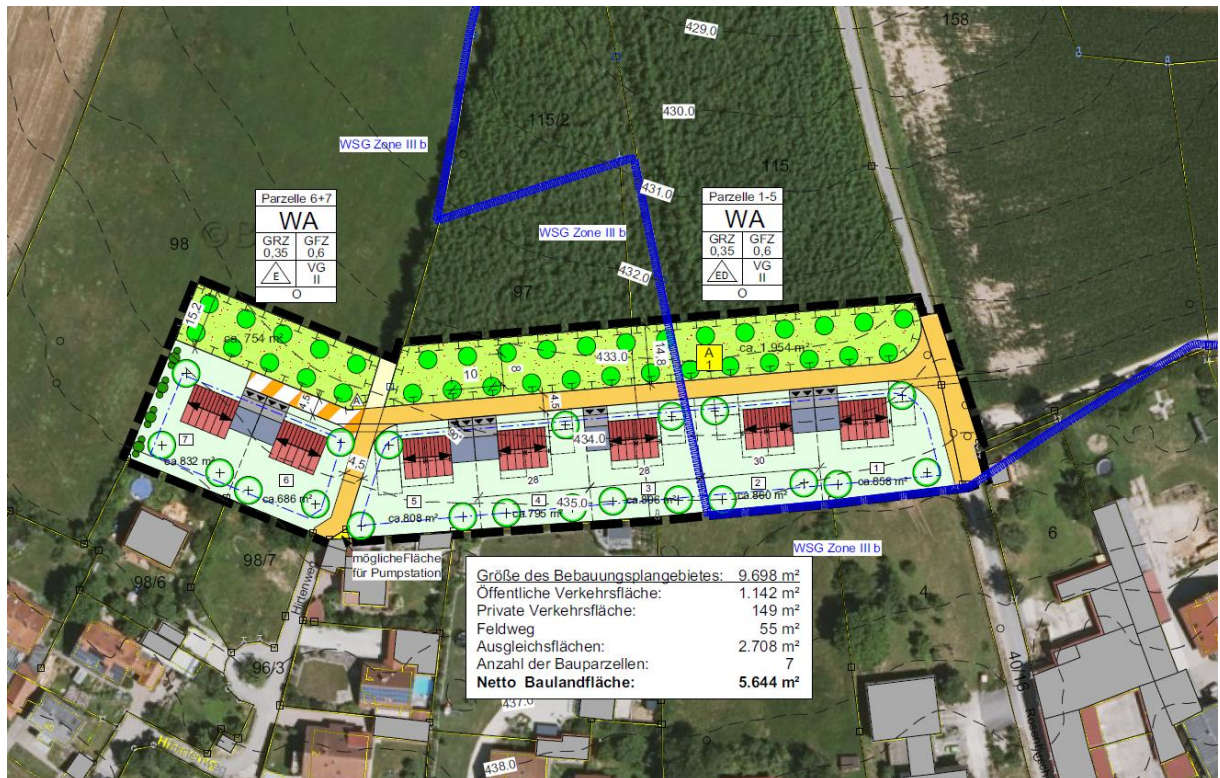 158
429.0
WSG Zone III b
115/2
430.0
115
Parzelle 6+7
WA
GRZ GFZ
0,35 0,6
E VG
II
O
98
431.0
Parzelle 1-5
WA
GRZ GFZ
0,35 0,6
ED VG
II
O
WSG Zone III b
432.0
97
15,2
ca. 754 m²
433.0
14,8
A
1
ca. 1.954 m²
10
8
4,5
A
4,5
90°
434.0
7
ca.832 m²
4,5
6
ca.686 m²
28
30
28
5
ca.808 m²
4
ca.795 m²
435.0
3
ca.806 m²
2
ca.860 m²
1
ca.858 m²
mögliche Fläche
für Pumpstation
WSG Zone III b
98/7
98/6
Hirtenweg
96/3
6
4
40/16
Größe des Bebauungsplangebietes: 9.698 m²
Öffentliche Verkehrsfläche: 1.142 m²
Private Verkehrsfläche: 149 m²
Feldweg 55 m²
Ausgleichsflächen: 2.708 m²
Anzahl der Bauparzellen: 7
Netto Baulandfläche: 5.644 m²
437.0
438.0
Hirtenweg